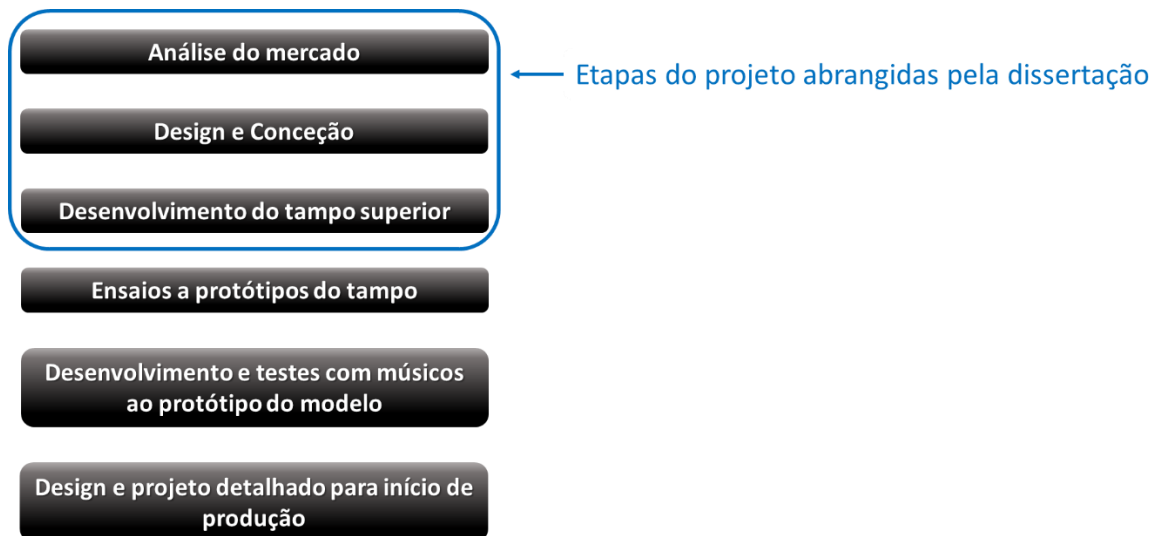 Análise do mercado
Etapas do projeto abrangidas pela dissertação
Design e Conceção
Desenvolvimento do tampo superior
Ensaios a protótipos do tampo
Desenvolvimento e testes com músicos
ao protótipo do modelo
Design e projeto detalhado para início de
produção